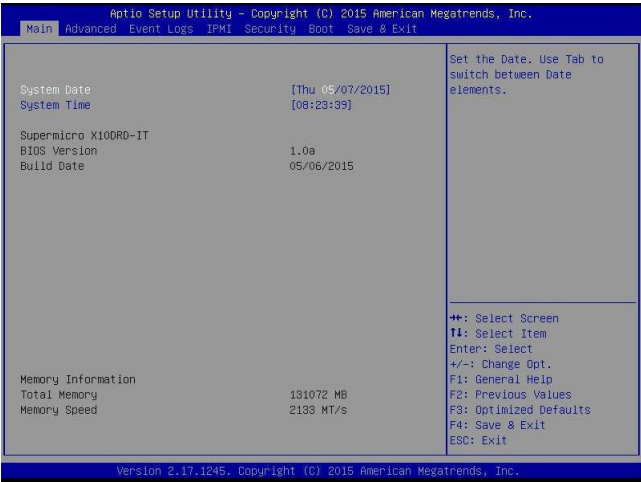 Aptio Setup Utility – Copyright (C) 2015 American Megatrends, Inc.
Main Advanced Event Logs IPMI Security Boot Save & Exit
System Date [Thu 05/07/2015]
System Time [08:23:39]
Supermicro X10DRD-IT
BIOS Version 1.0a
Build Date 05/06/2015
Memory Information
Total Memory 131072 MB
Memory Speed 2133 MT/s
Set the Date. Use Tab to
switch between Date
elements.
→←: Select Screen
↑↓: Select Item
Enter: Select
+/-: Change Opt.
F1: General Help
F2: Previous Values
F3: Optimized Defaults
F4: Save & Exit
ESC: Exit
Version 2.17.1245. Copyright (C) 2015 American Megatrends, Inc.